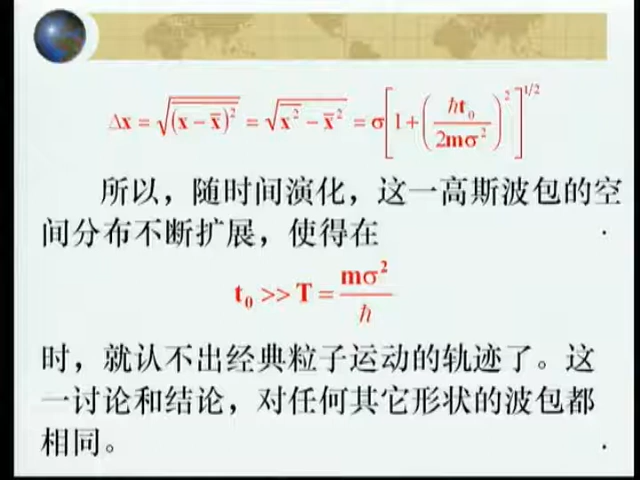 Δx = √(x − x̄)² = √x² − x̄² = σ[1 + (ħt₀ / 2mσ²)²]^1/2
所以，随时间演化，这一高斯波包的空
间分布不断扩展，使得在
t₀ >> T = mσ² / ħ
时，就认不出经典粒子运动的轨迹了。这
一讨论和结论，对任何其它形状的波包都
相同。